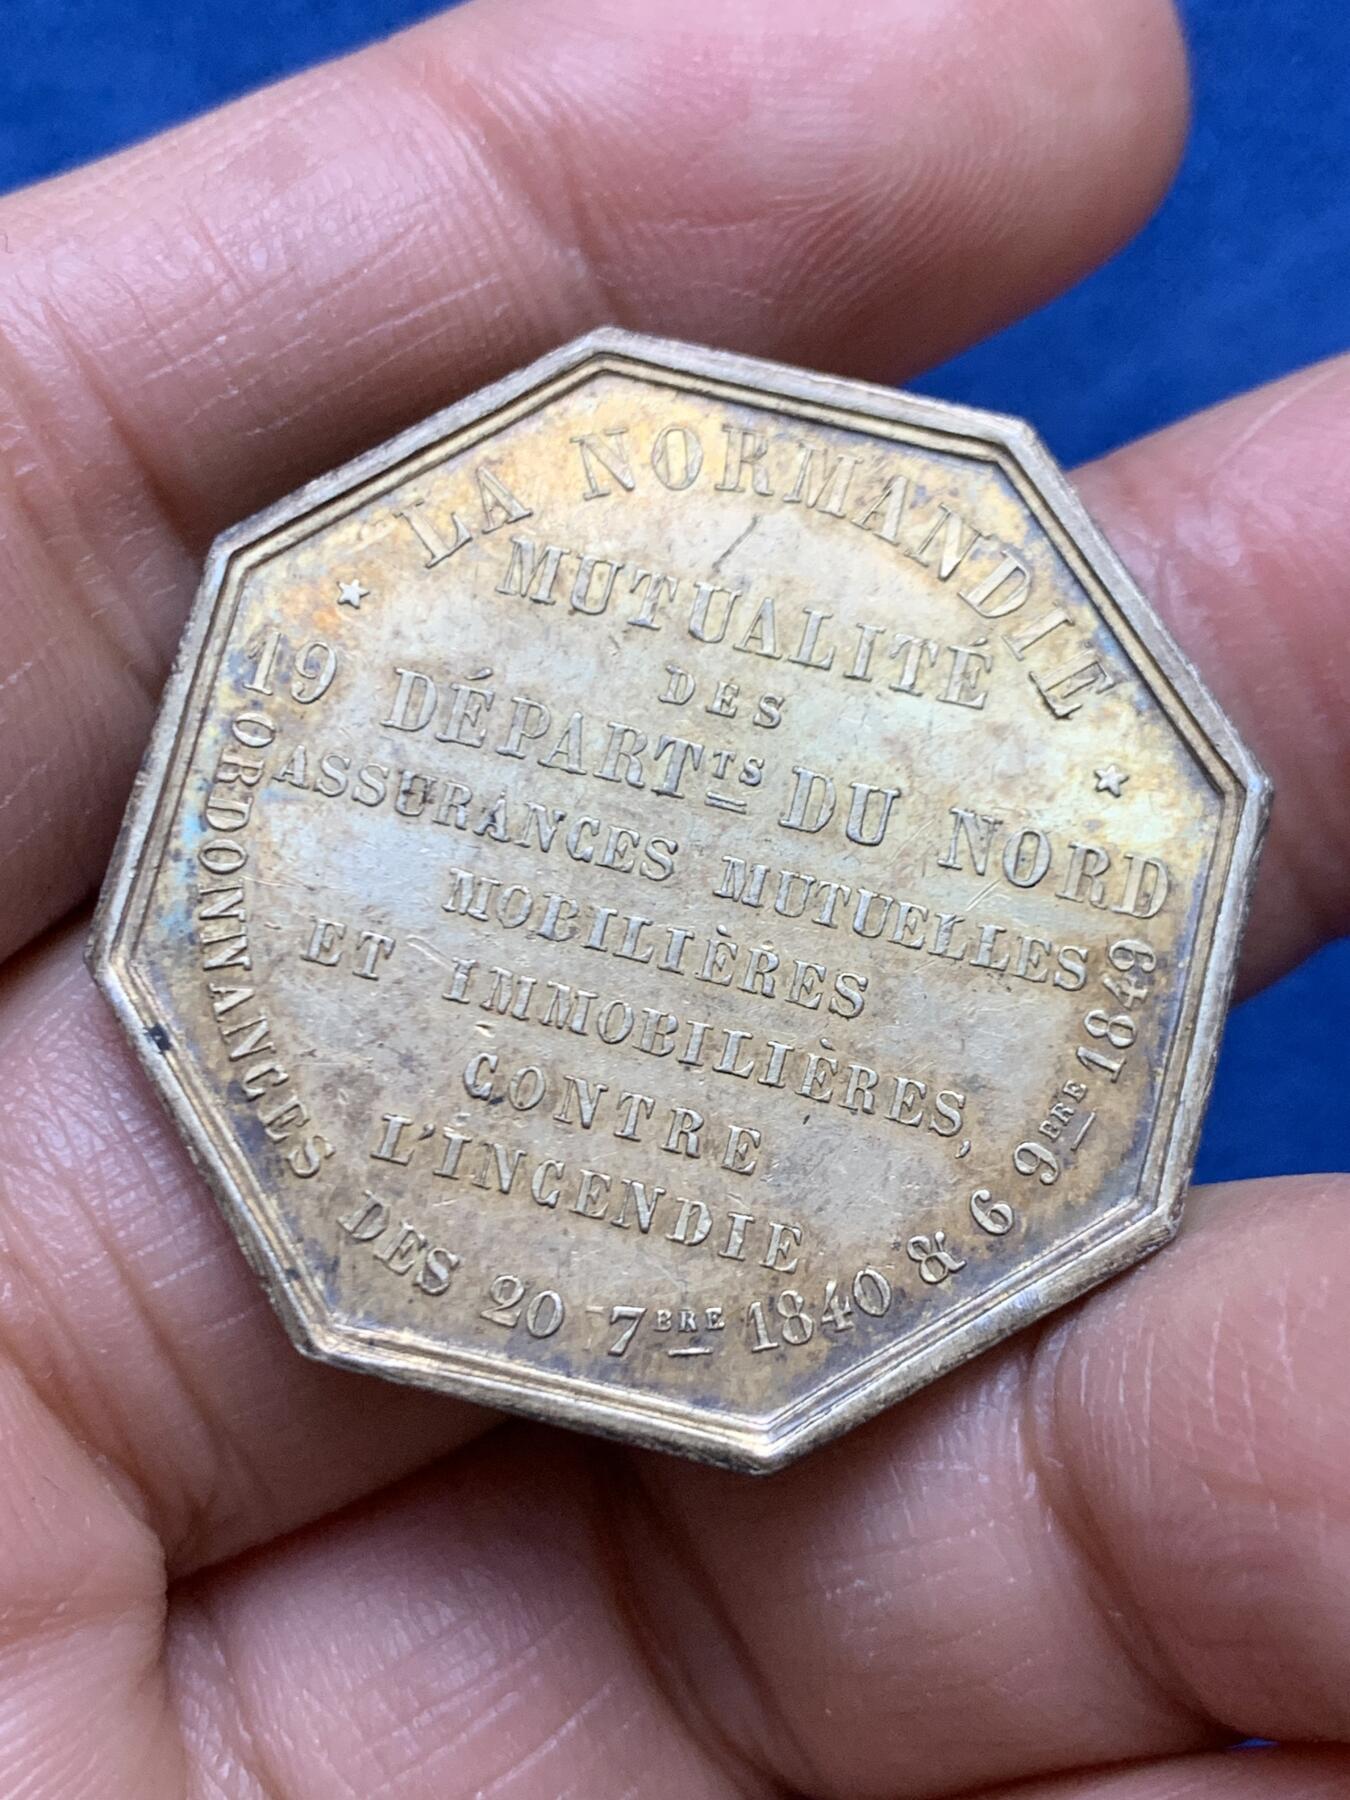 LA NORMANDIE
MUTUALITÉ
DES
19 DÉPARTTS DU NORD
ASSURANCES MUTUELLES
MOBILIÈRES
ET IMMOBILIÈRES,
CONTRE
L'INCENDIE
ORDONNANCES DES 20 7BRE 1840 & 6 9BRE 1849